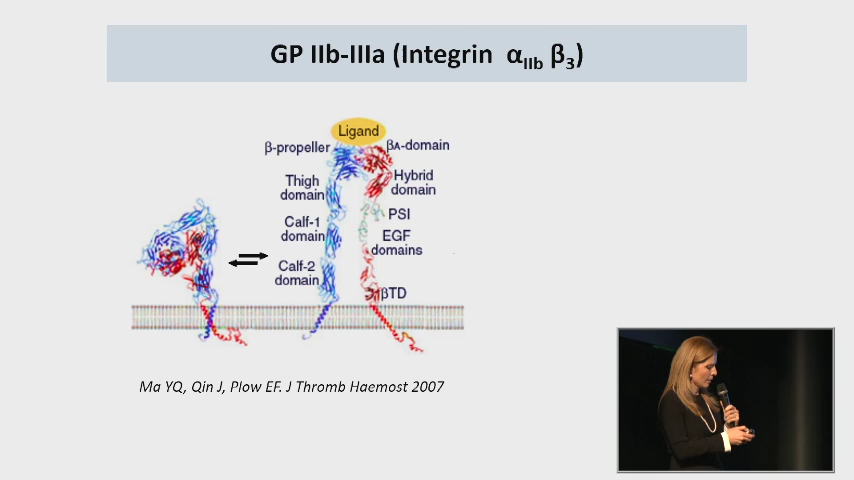 GP IIb-IIIa (Integrin αIIb β3)
Ligand
β-propeller
βA-domain
Thigh
domain
Hybrid
domain
Calf-1
domain
PSI
EGF
domains
Calf-2
domain
βTD
Ma YQ, Qin J, Plow EF. J Thromb Haemost 2007